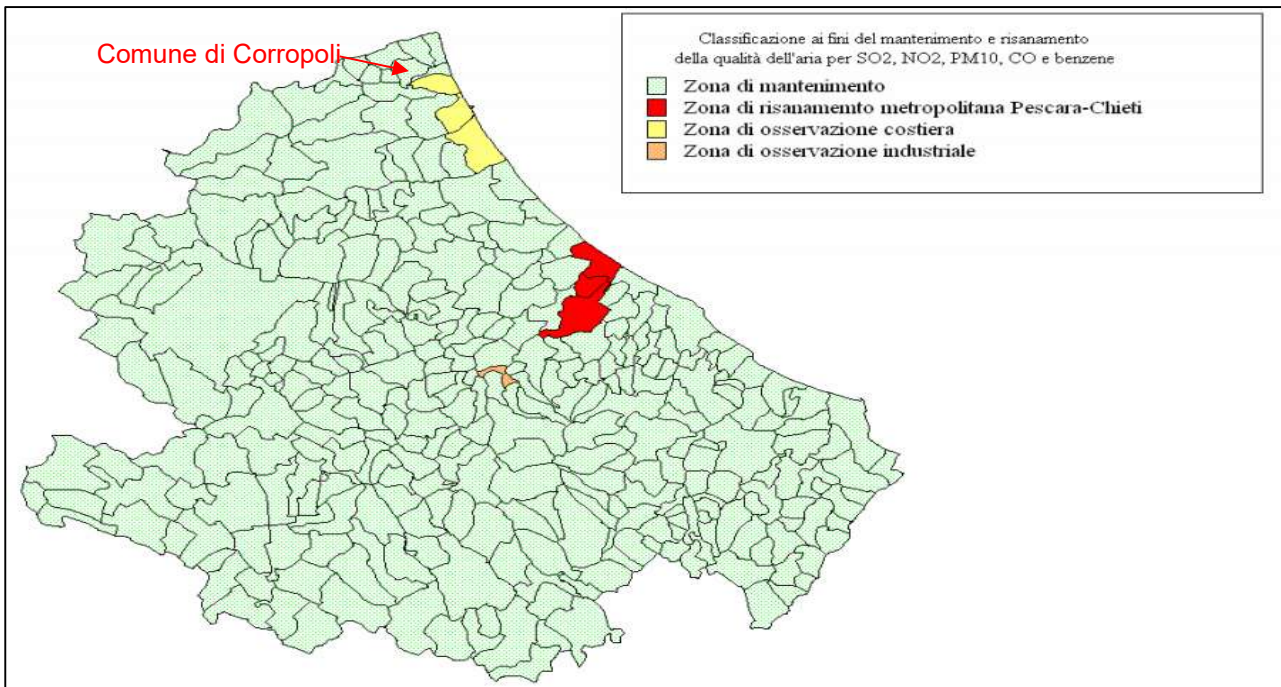 Comune di Corropoli
Classificazione ai fini del mantenimento e risanamento
della qualità dell'aria per SO2, NO2, PM10, CO e benzene
Zona di mantenimento
Zona di risanamemto metropolitana Pescara-Chieti
Zona di osservazione costiera
Zona di osservazione industriale